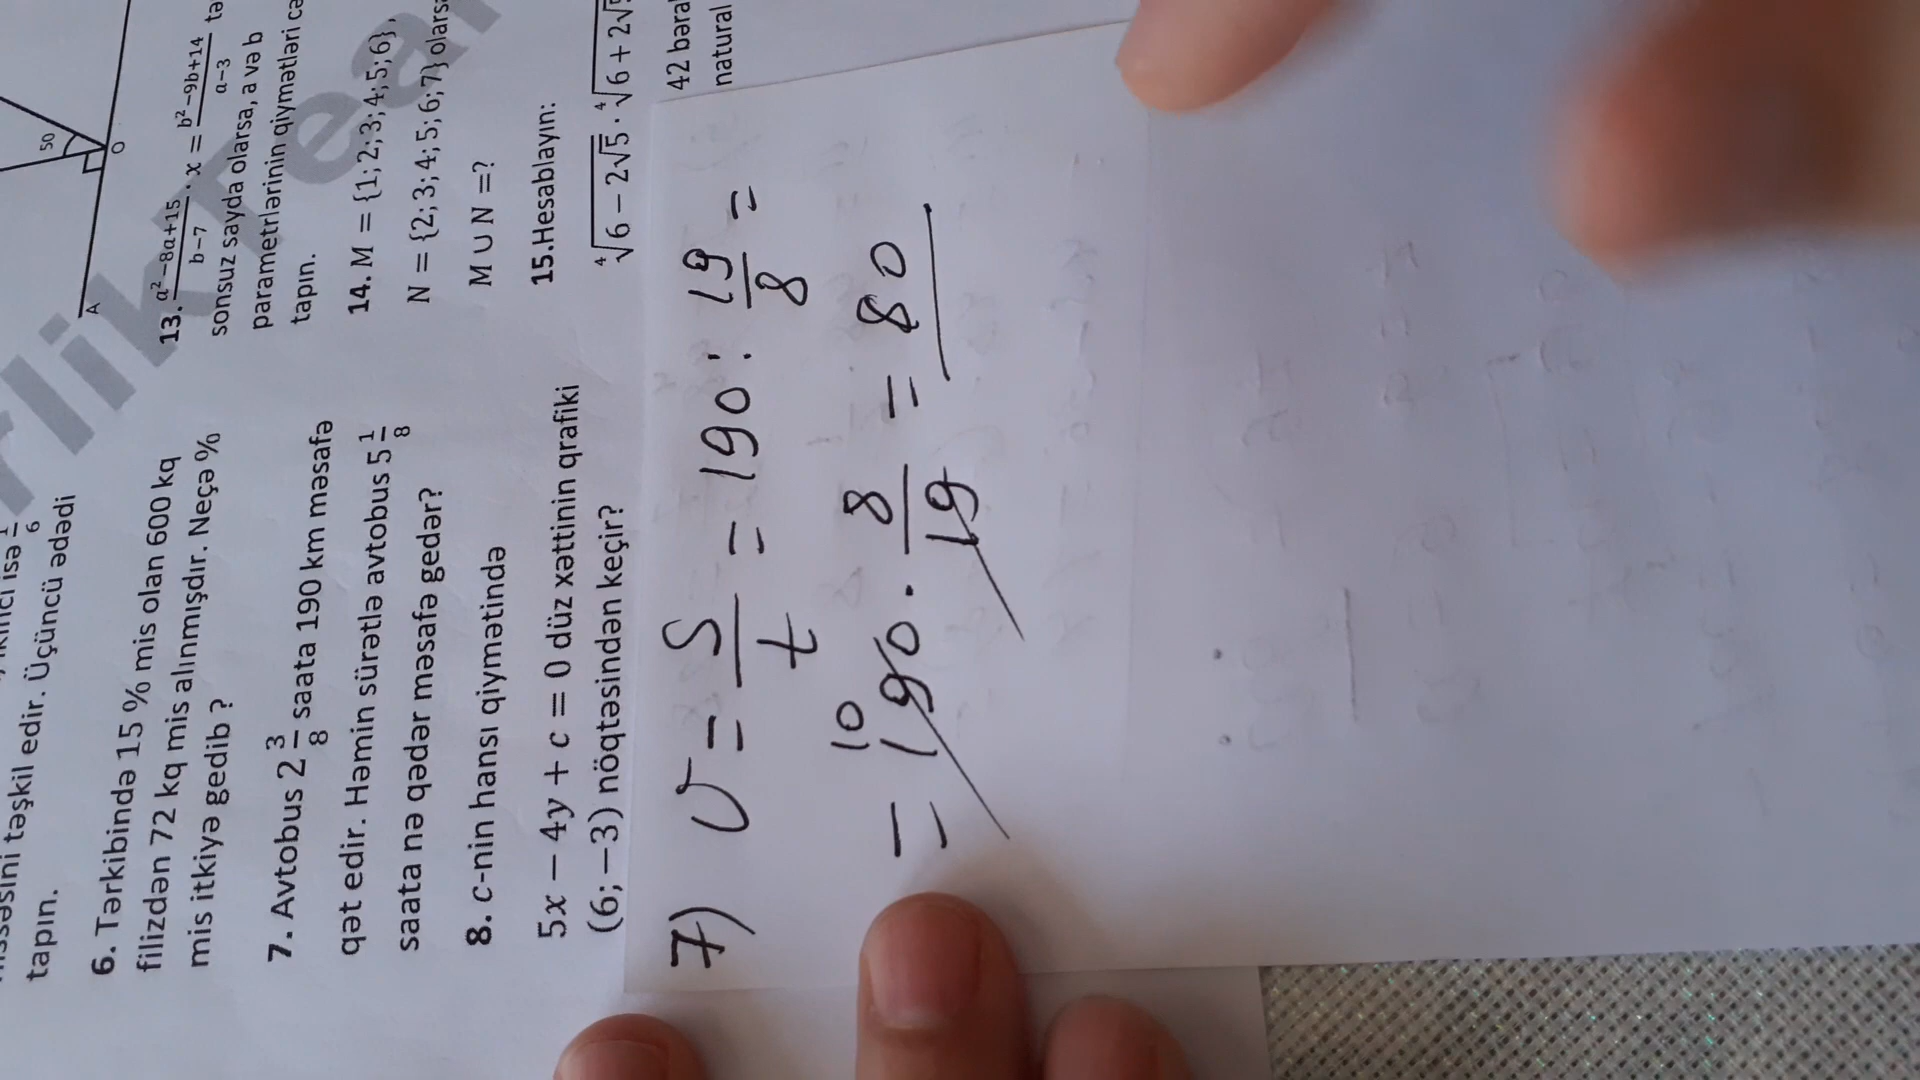 tapın.
6. Tərkibində 15 % mis olan 600 kq
filizdən 72 kq mis alınmışdır. Neçə %
mis itkiyə gedib ?
7. Avtobus 2 3/8 saata 190 km məsafə
qət edir. Həmin sürətlə avtobus 5 1/8
saata nə qədər məsafə gedər?
8. c-nin hansı qiymətində
5x − 4y + c = 0 düz xəttinin qrafiki
(6; −3) nöqtəsindən keçir?
50
A
O
13. (a²−8a+15)/(b−7) · x = (b²−9b+14)/(a−3)
sonsuz sayda olarsa, a və b
parametrlərinin qiymətləri
tapın.
14. M = {1; 2; 3; 4; 5; 6},
N = {2; 3; 4; 5; 6; 7}
M ∪ N =?
15.Hesablayın:
∜(6 − 2√5) · ∜(6 + 2√
42
natural
7) v = S/t = 190 : 19/8 =
10
= 190 · 8/19 = 80